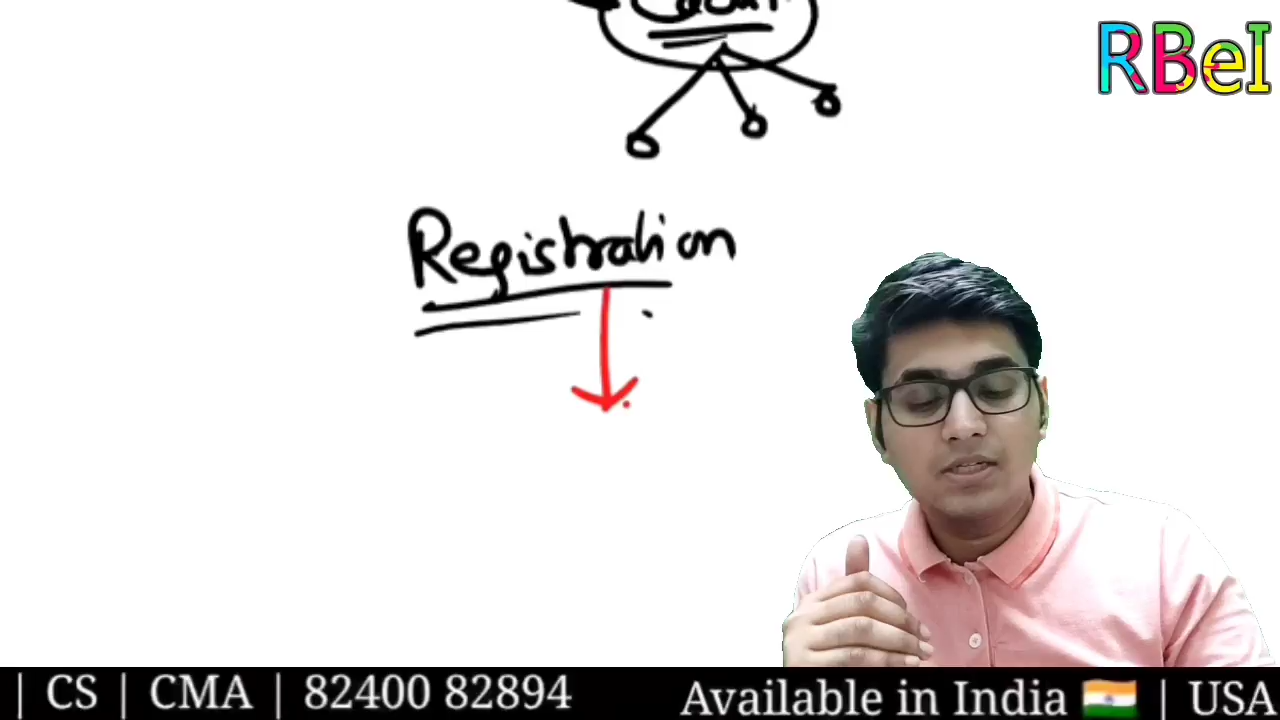 RBeI
Registration
| CS | CMA | 82400 82894 Available in India 🇮🇳 | USA